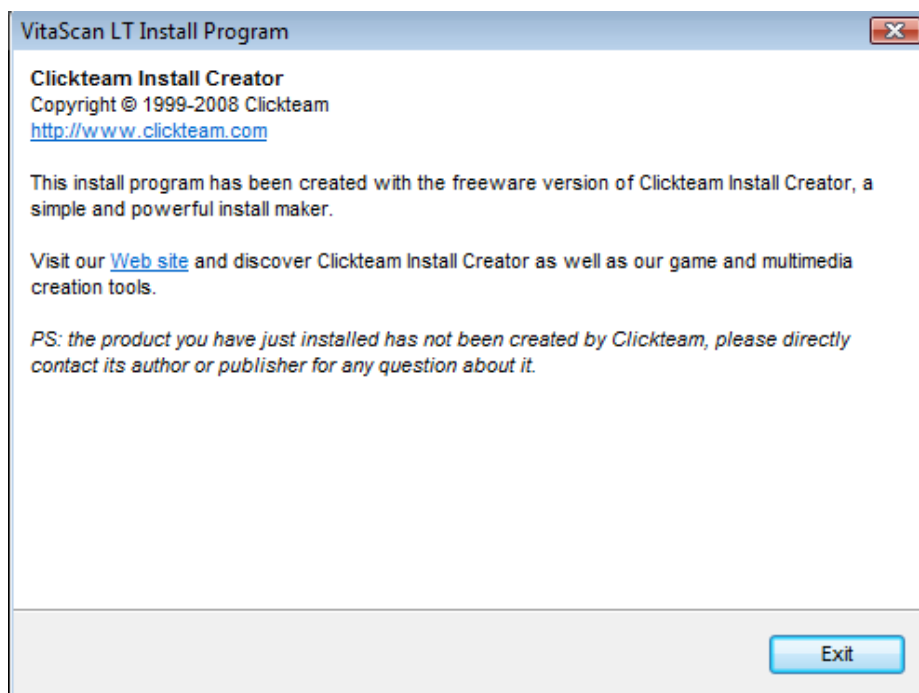 VitaScan LT Install Program
Clickteam Install Creator
Copyright © 1999-2008 Clickteam
http://www.clickteam.com
This install program has been created with the freeware version of Clickteam Install Creator, a
simple and powerful install maker.
Visit our Web site and discover Clickteam Install Creator as well as our game and multimedia
creation tools.
PS: the product you have just installed has not been created by Clickteam, please directly
contact its author or publisher for any question about it.
Exit